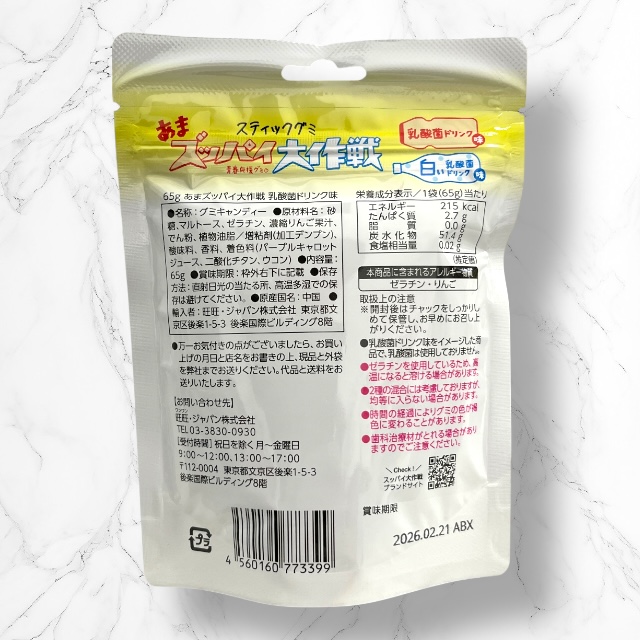 スティックグミ
あま
ズッパイ大作戦
青春応援グミ
乳酸菌ドリンク味
白い乳酸菌ドリンク味
65g あまズッパイ大作戦 乳酸菌ドリンク味
●名称:グミキャンディー ●原材料名:砂
糖、マルトース、ゼラチン、濃縮りんご果汁、
でん粉、植物油脂/増粘剤(加工デンプン)、
酸味料、香料、着色料(パープルキャロット
ジュース、二酸化チタン、ウコン) ●内容量:
65g ●賞味期限:枠外右下に記載 ●保存
方法:直射日光の当たる所、高温多湿での保
存は避けてください。●原産国名:中国 ●
輸入者:旺旺・ジャパン株式会社 東京都文
京区後楽1-5-3 後楽国際ビルディング8階
●万一お気付きの点がございましたら、お買い
上げの月日と店名をお書きの上、現品と外袋
を弊社までお送りください。代品と送料をお
送りいたします。
【お問い合わせ先】
ワンワン
旺旺・ジャパン株式会社
TEL.03-3830-0930
【受付時間】祝日を除く月~金曜日
9:00~12:00、13:00~17:00
〒112-0004 東京都文京区後楽1-5-3
後楽国際ビルディング8階
プラ
4 560160 773399
栄養成分表示/1袋(65g)当たり
エネルギー 215 kcal
たんぱく質 2.7 g
脂質 0.0 g
炭水化物 51.4 g
食塩相当量 0.02 g
(推定値)
本商品に含まれるアレルギー物質
ゼラチン・りんご
取扱上の注意
※開封後はチャックをしっかりし
めて保管し、お早めにお召し上
がりください。
●乳酸菌ドリンク味をイメージした商
品で、乳酸菌は使用しておりません。
●ゼラチンを使用しているため、高
温になると溶ける場合があります。
●2種の混合には考慮しておりますが、
均等に入らない場合があります。
●時間の経過によりグミの色が褐
色に変わることがあります。
●歯科治療材がとれる場合があり
ますのでご注意ください。
Check!
ズッパイ大作戦
ブランドサイト
賞味期限
2026.02.21 ABX